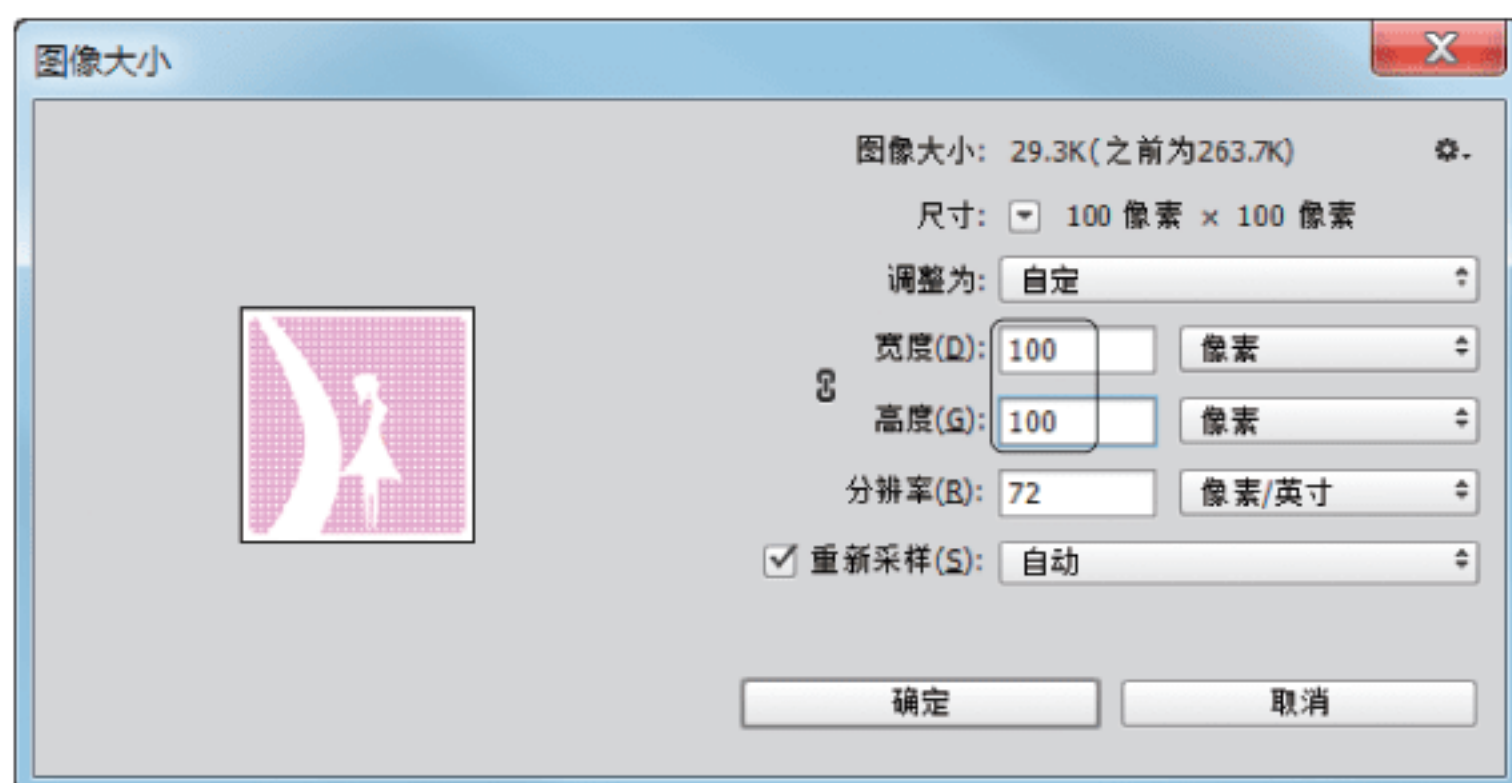 图像大小
图像大小: 29.3K(之前为263.7K)
尺寸: 100 像素 × 100 像素
调整为: 自定
宽度(D): 100 像素
高度(G): 100 像素
分辨率(R): 72 像素/英寸
重新采样(S): 自动
确定 取消